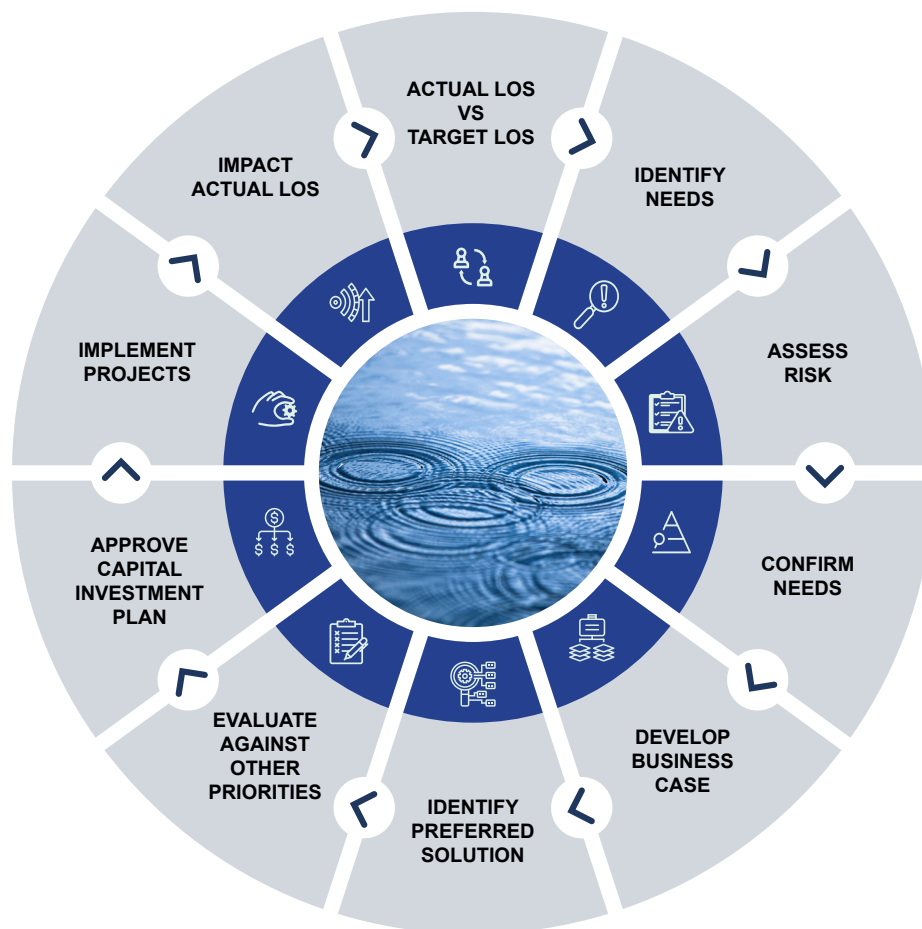 ACTUAL LOS
VS
TARGET LOS
IDENTIFY
NEEDS
ASSESS
RISK
CONFIRM
NEEDS
DEVELOP
BUSINESS
CASE
IDENTIFY
PREFERRED
SOLUTION
EVALUATE
AGAINST
OTHER
PRIORITIES
APPROVE
CAPITAL
INVESTMENT
PLAN
IMPLEMENT
PROJECTS
IMPACT
ACTUAL LOS